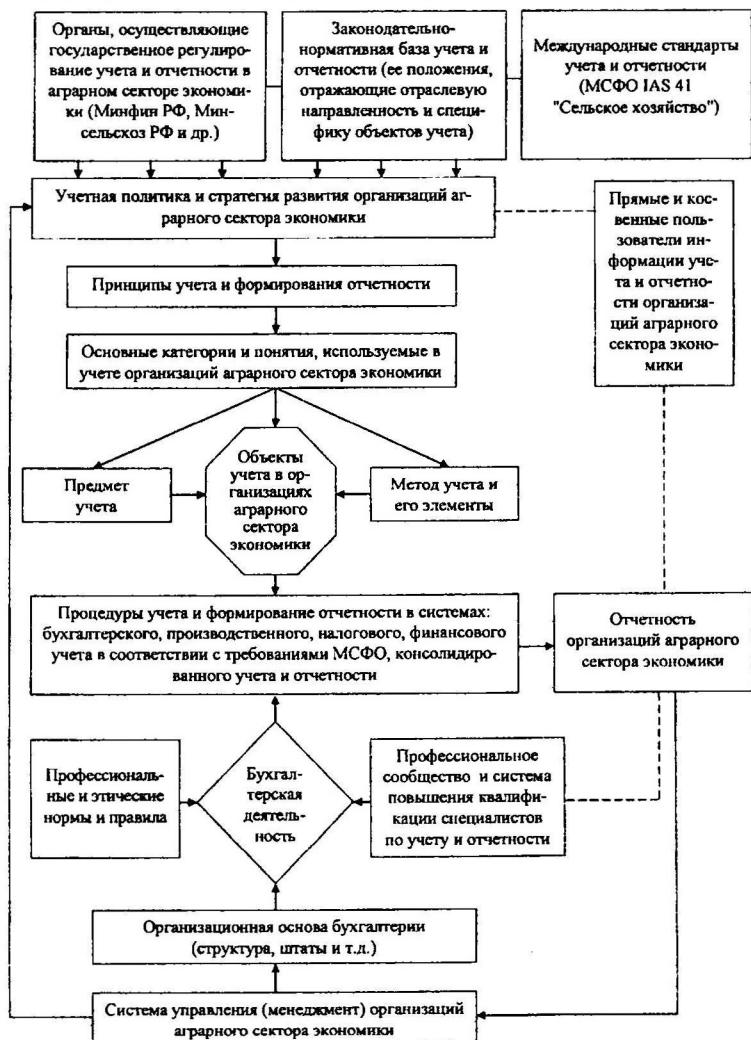 Органы, осуществляющие
государственное регулиро-
вание учета и отчетности в
аграрном секторе экономи-
ки (Минфин РФ, Мин-
сельхоз РФ и др.)
Законодательно-
нормативная база учета и
отчетности (ее положения,
отражающие отраслевую
направленность и специ-
фику объектов учета)
Международные стандарты
учета и отчетности
(МСФО IAS 41
"Сельское хозяйство")
Учетная политика и стратегия развития организаций аг-
рарного сектора экономики
Прямые и кос-
венные поль-
зователи ин-
формации уче-
та и отчетно-
сти организа-
ций аграрного
сектора эконо-
мики
Принципы учета и формирования отчетности
Основные категории и понятия, используемые в
учете организаций аграрного сектора экономики
Предмет
учета
Объекты
учета в ор-
ганизациях
аграрного
сектора
экономики
Метод учета и
его элементы
Процедуры учета и формирование отчетности в системах:
бухгалтерского, производственного, налогового, финансового
учета в соответствии с требованиями МСФО, консолидиро-
ванного учета и отчетности
Отчетность
организаций аграрного
сектора экономики
Профессиональ-
ные и этические
нормы и правила
Бухгал-
терская
деятель-
ность
Профессиональное
сообщество и система
повышения квалифи-
кации специалистов
по учету и отчетности
Организационная основа бухгалтерии
(структура, штаты и т.д.)
Система управления (менеджмент) организаций
аграрного сектора экономики